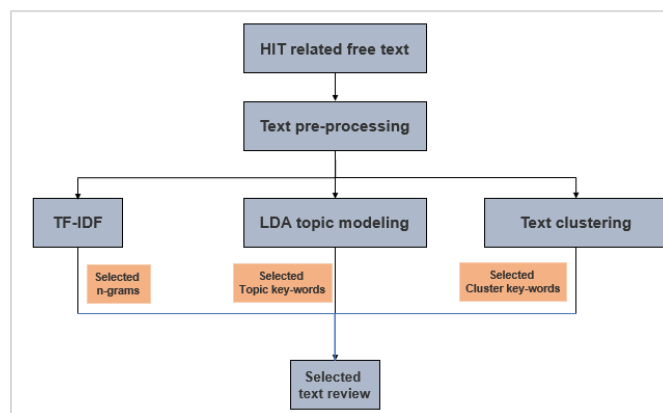 HIT related free text
Text pre-processing
TF-IDF
LDA topic modeling
Text clustering
Selected
n-grams
Selected
Topic key-words
Selected
Cluster key-words
Selected
text review